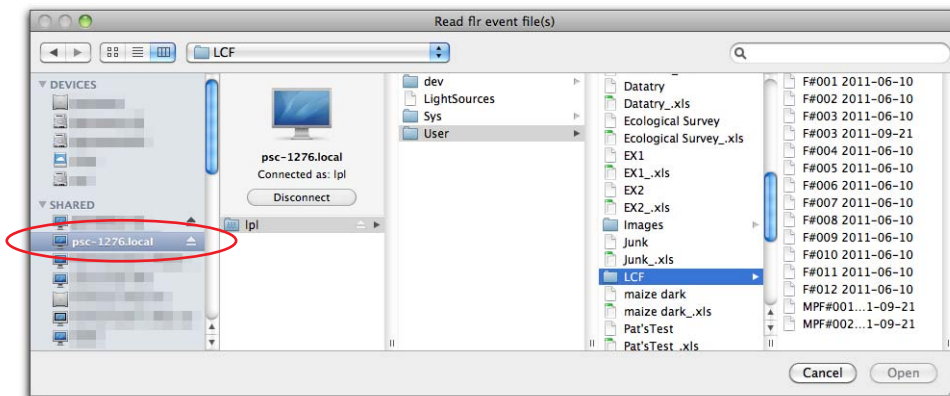 Read flr event file(s)
LCF
DEVICES
SHARED
psc-1276.local
psc-1276.local
Connected as: lpl
Disconnect
lpl
dev
LightSources
Sys
User
Datatry
Datatry_.xls
Ecological Survey
Ecological Survey_.xls
EX1
EX1_.xls
EX2
EX2_.xls
Images
Junk
Junk_.xls
LCF
maize dark
maize dark_.xls
Pat'sTest
Pat'sTest_.xls
F#001 2011-06-10
F#002 2011-06-10
F#003 2011-06-10
F#003 2011-09-21
F#004 2011-06-10
F#005 2011-06-10
F#006 2011-06-10
F#007 2011-06-10
F#008 2011-06-10
F#009 2011-06-10
F#010 2011-06-10
F#011 2011-06-10
F#012 2011-06-10
MPF#001...1-09-21
MPF#002...1-09-21
Cancel
Open